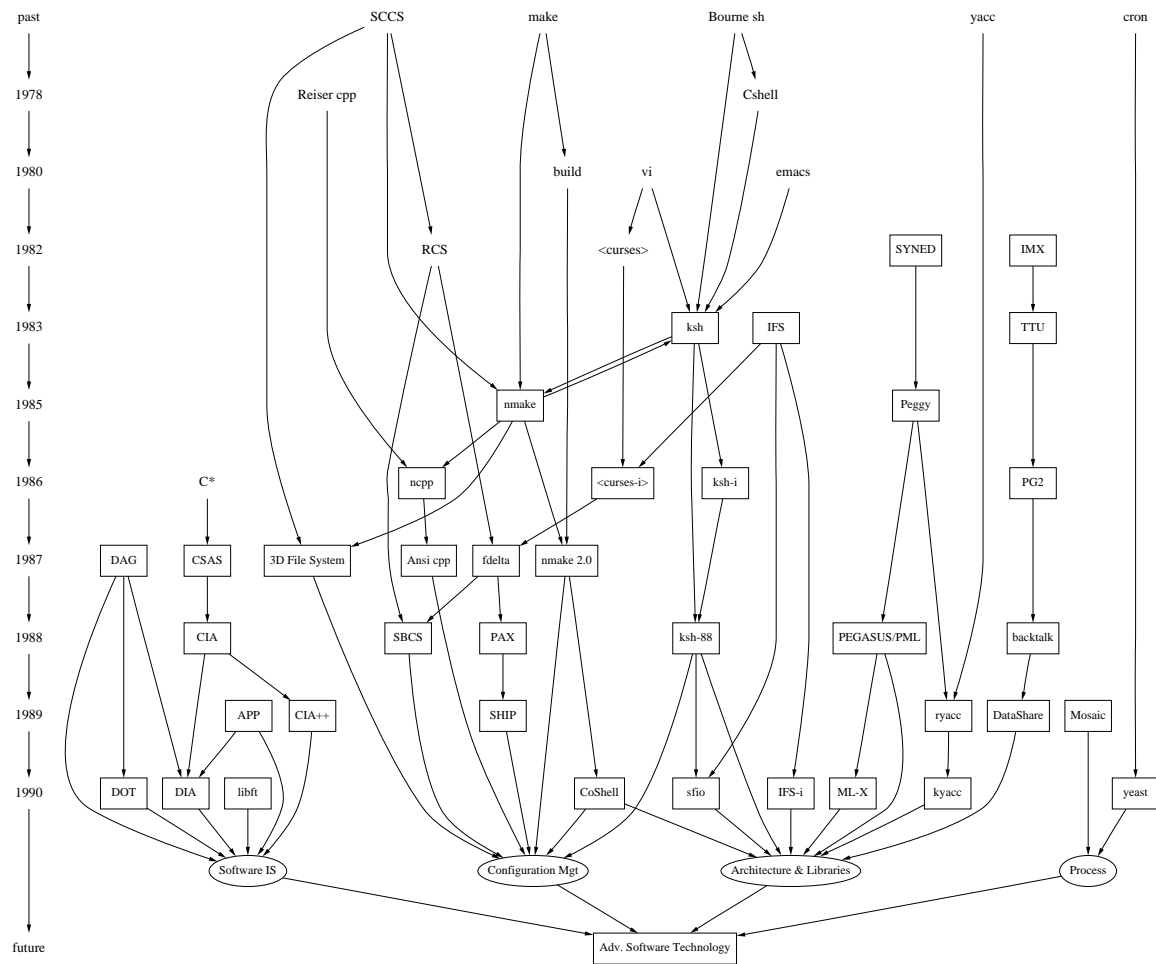 past SCCS make Bourne sh yacc cron
1978 Reiser cpp Cshell
1980 build vi emacs
1982 RCS <curses> SYNED IMX
1983 ksh IFS TTU
1985 nmake Peggy
1986 C* ncpp <curses-i> ksh-i PG2
1987 DAG CSAS 3D File System Ansi cpp fdelta nmake 2.0
1988 CIA SBCS PAX ksh-88 PEGASUS/PML backtalk
1989 APP CIA++ SHIP ryacc DataShare Mosaic
1990 DOT DIA libft CoShell sfio IFS-i ML-X kyacc yeast
Software IS Configuration Mgt Architecture & Libraries Process
future Adv. Software Technology